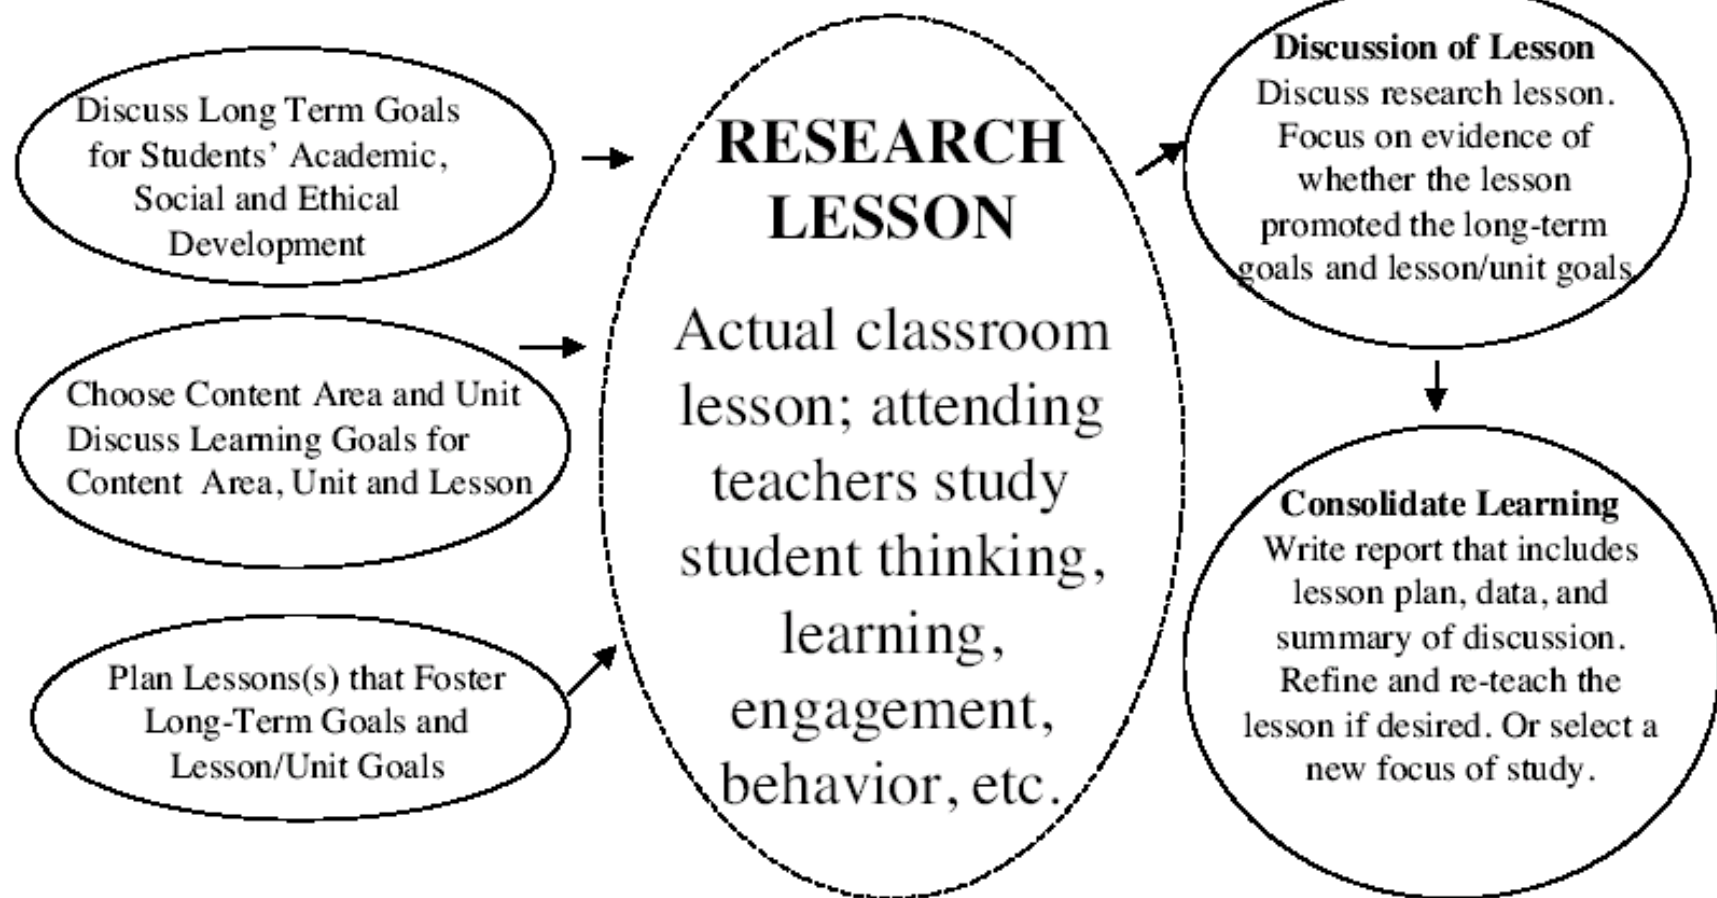 Discuss Long Term Goals
for Students' Academic,
Social and Ethical
Development
Choose Content Area and Unit
Discuss Learning Goals for
Content Area, Unit and Lesson
Plan Lessons(s) that Foster
Long-Term Goals and
Lesson/Unit Goals
RESEARCH
LESSON
Actual classroom
lesson; attending
teachers study
student thinking,
learning,
engagement,
behavior, etc.
Discussion of Lesson
Discuss research lesson.
Focus on evidence of
whether the lesson
promoted the long-term
goals and lesson/unit goals
Consolidate Learning
Write report that includes
lesson plan, data, and
summary of discussion.
Refine and re-teach the
lesson if desired. Or select a
new focus of study.